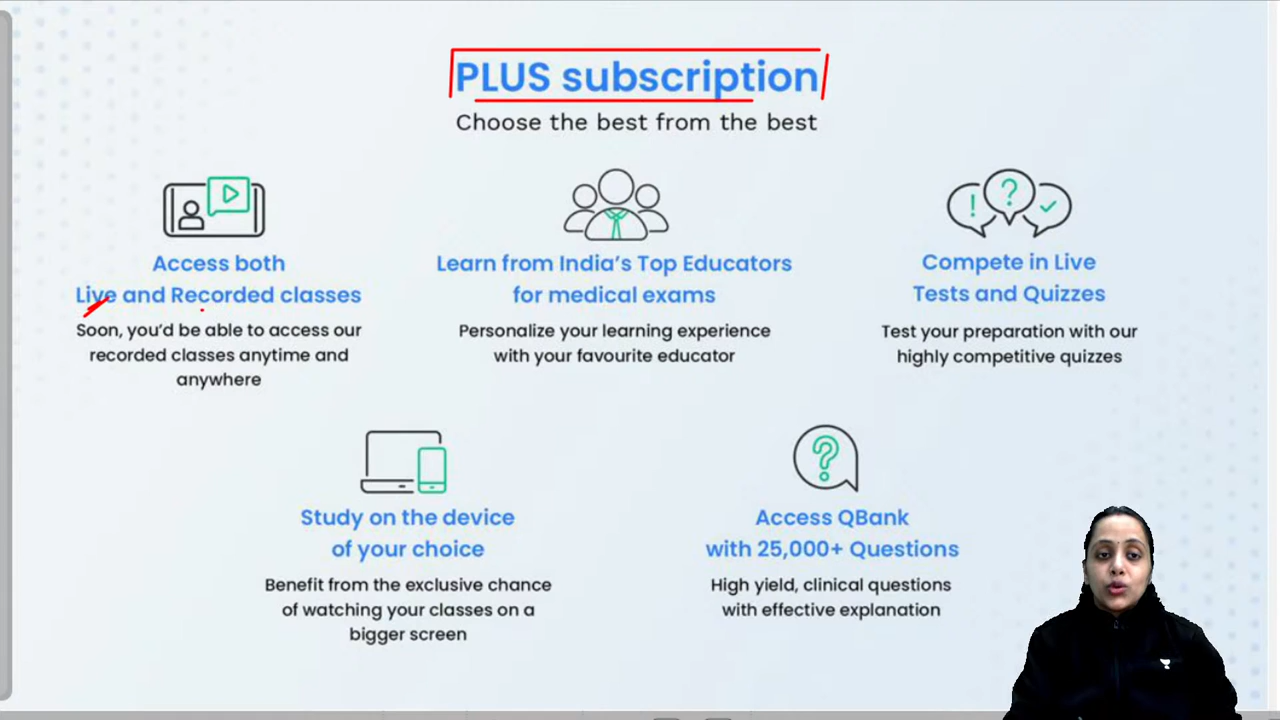 PLUS subscription
Choose the best from the best
Access both
Live and Recorded classes
Soon, you'd be able to access our
recorded classes anytime and
anywhere
Learn from India's Top Educators
for medical exams
Personalize your learning experience
with your favourite educator
Compete in Live
Tests and Quizzes
Test your preparation with our
highly competitive quizzes
Study on the device
of your choice
Benefit from the exclusive chance
of watching your classes on a
bigger screen
Access QBank
with 25,000+ Questions
High yield, clinical questions
with effective explanation